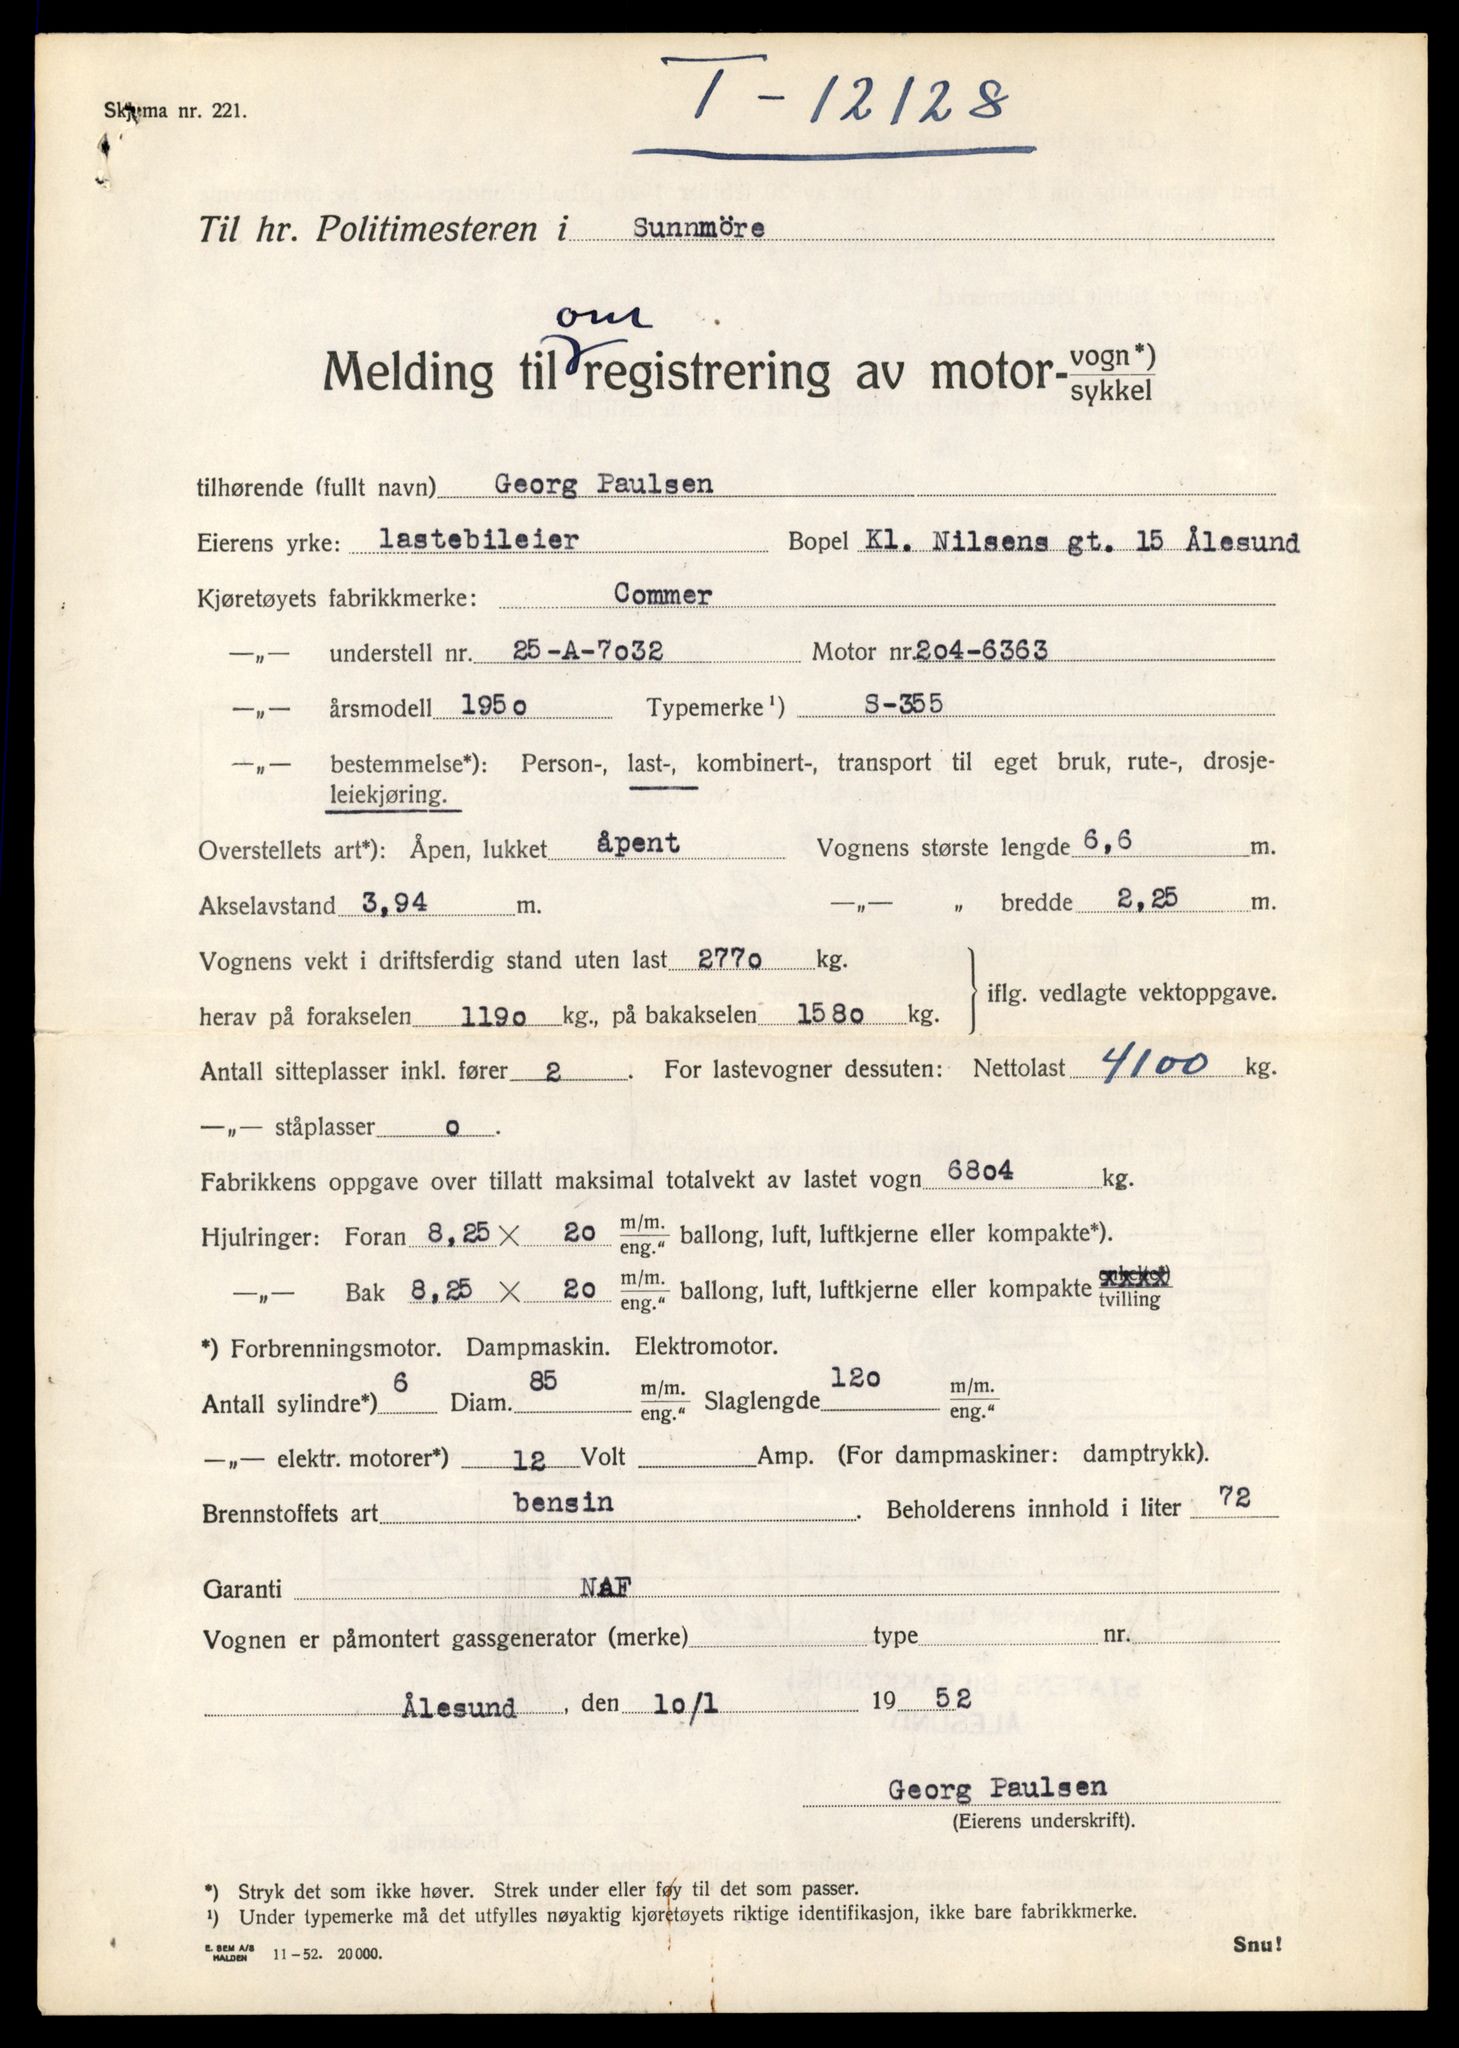 T-12128
Skjema nr. 221.
Til hr. Politimesteren i Sunnmöre
om
Melding til registrering av motor-vogn*)
sykkel
tilhørende (fullt navn) Georg Paulsen
Eierens yrke: lastebileier Bopel Kl. Nilsens gt. 15 Ålesund
Kjøretøyets fabrikkmerke: Commer
—„— understell nr. 25-A-7o32 Motor nr. 2o4-6363
—„— årsmodell 195o Typemerke ¹) S-355
—„— bestemmelse*): Person-, last-, kombinert-, transport til eget bruk, rute-, drosje-
leiekjøring.
Overstellets art*): Åpen, lukket åpent Vognens største lengde 6,6 m.
Akselavstand 3,94 m. —„— „ bredde 2,25 m.
Vognens vekt i driftsferdig stand uten last 277o kg.
herav på forakselen 119o kg., på bakakselen 158o kg. } iflg. vedlagte vektoppgave.
Antall sitteplasser inkl. fører 2. For lastevogner dessuten: Nettolast 4100 kg.
—„— ståplasser o.
Fabrikkens oppgave over tillatt maksimal totalvekt av lastet vogn 68o4 kg.
Hjulringer: Foran 8,25 × 2o m/m. eng.“ ballong, luft, luftkjerne eller kompakte*).
—„— Bak 8,25 × 2o m/m. eng.“ ballong, luft, luftkjerne eller kompakte tvilling
*) Forbrenningsmotor. Dampmaskin. Elektromotor.
Antall sylindre*) 6 Diam. 85 m/m. eng.“ Slaglengde 12o m/m. eng.“
—„— elektr. motorer*) 12 Volt Amp. (For dampmaskiner: damptrykk).
Brennstoffets art bensin. Beholderens innhold i liter 72
Garanti NAF
Vognen er påmontert gassgenerator (merke) type nr.
Ålesund, den 1o/1 19 52
Georg Paulsen
(Eierens underskrift).
*) Stryk det som ikke høver. Strek under eller føy til det som passer.
¹) Under typemerke må det utfylles nøyaktig kjøretøyets riktige identifikasjon, ikke bare fabrikkmerke.
E. SEM A/S
HALDEN 11-52. 20 000.
Snu!